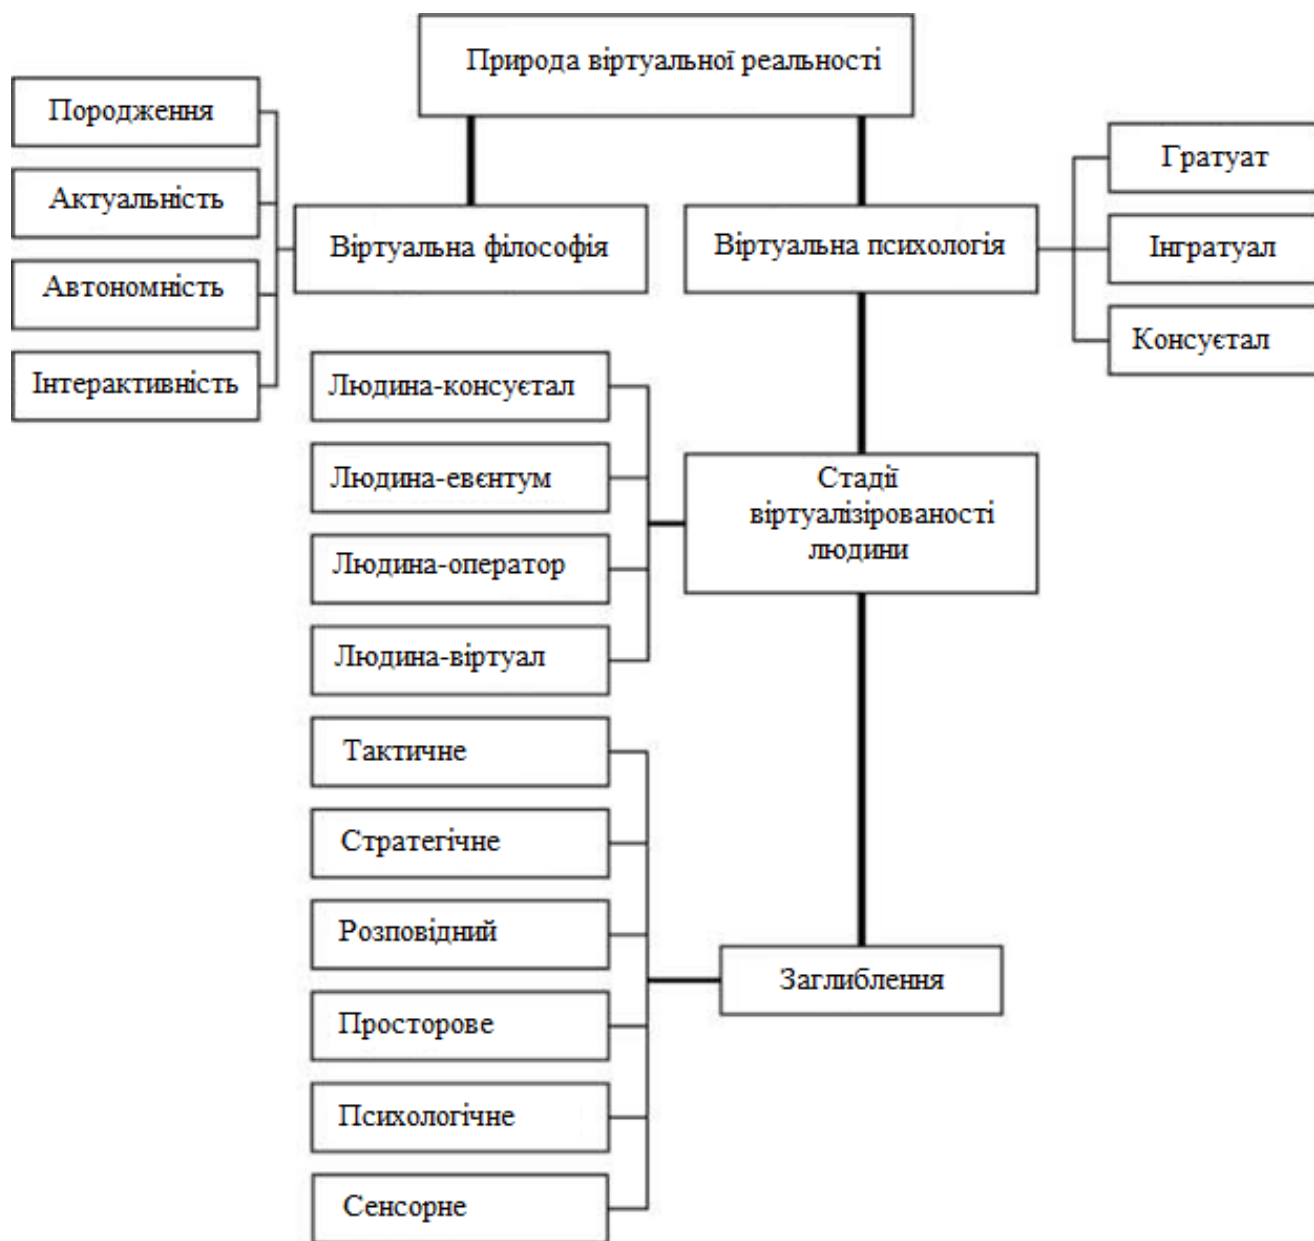 Природа віртуальної реальності
Породження
Актуальність
Автономність
Інтерактивність
Віртуальна філософія
Віртуальна психологія
Гратуат
Інгратуал
Консуєтал
Людина-консуєтал
Людина-евєнтум
Людина-оператор
Людина-віртуал
Стадії
віртуалізірованості
людини
Тактичне
Стратегічне
Розповідний
Просторове
Психологічне
Сенсорне
Заглиблення